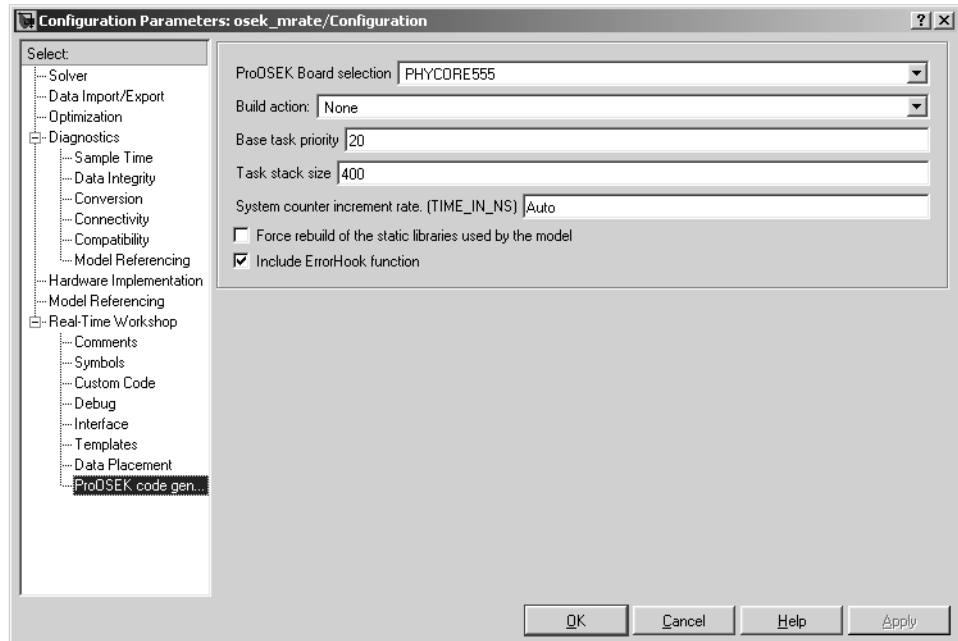 Configuration Parameters: osek_mrate/Configuration
Select:
Solver
Data Import/Export
Optimization
Diagnostics
Sample Time
Data Integrity
Conversion
Connectivity
Compatibility
Model Referencing
Hardware Implementation
Model Referencing
Real-Time Workshop
Comments
Symbols
Custom Code
Debug
Interface
Templates
Data Placement
ProOSEK code gen...
ProOSEK Board selection PHYCORE555
Build action: None
Base task priority 20
Task stack size 400
System counter increment rate. (TIME_IN_NS) Auto
Force rebuild of the static libraries used by the model
Include ErrorHook function
OK Cancel Help Apply